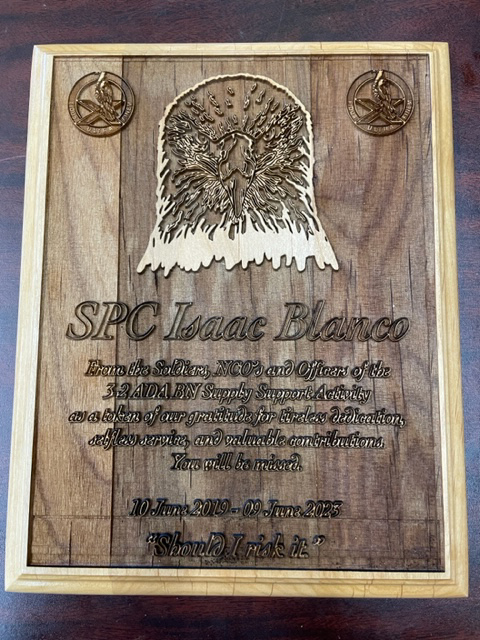 SPC Isaac Blanco
From the Soldiers, NCO's and Officers of the
3-2 ADA BN Supply Support Activity
as a token of our gratitude for tireless dedication,
selfless service, and valuable contributions.
You will be missed.
10 June 2019 - 09 June 2023
"Should I risk it"